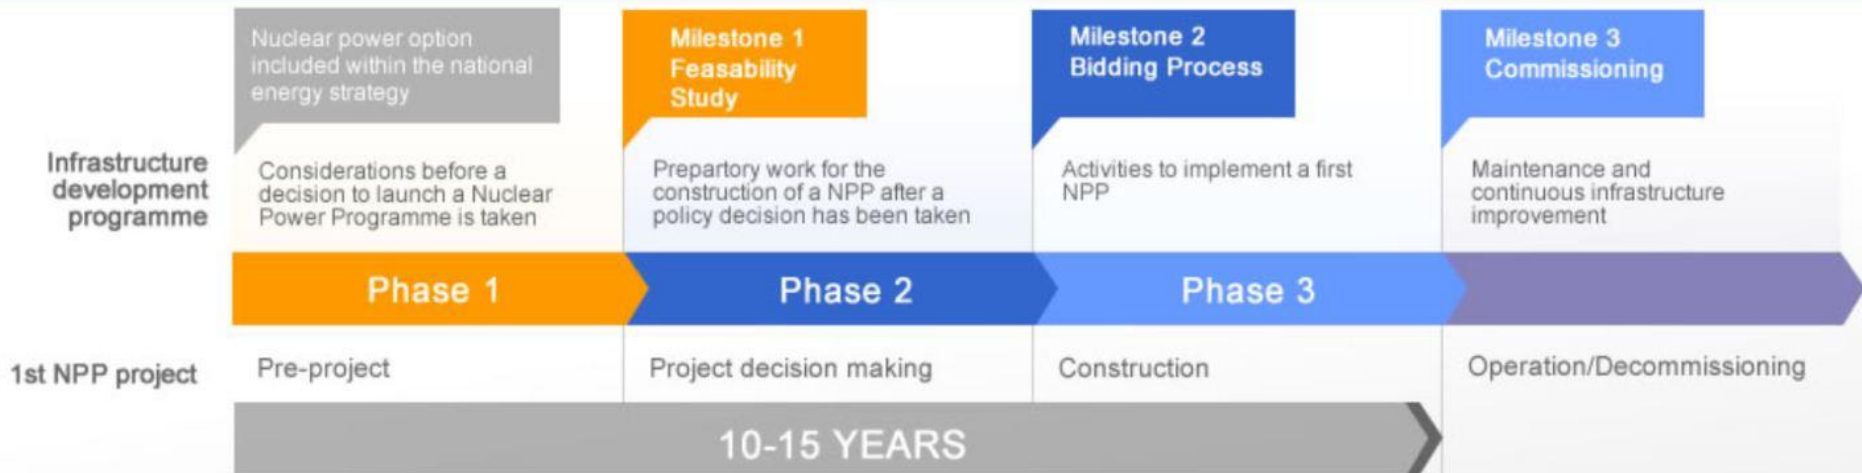 Nuclear power option
included within the national
energy strategy
Milestone 1
Feasability
Study
Milestone 2
Bidding Process
Milestone 3
Commissioning
Infrastructure
development
programme
Considerations before a
decision to launch a Nuclear
Power Programme is taken
Prepartory work for the
construction of a NPP after a
policy decision has been taken
Activities to implement a first
NPP
Maintenance and
continuous infrastructure
improvement
Phase 1
Phase 2
Phase 3
1st NPP project
Pre-project
Project decision making
Construction
Operation/Decommissioning
10-15 YEARS